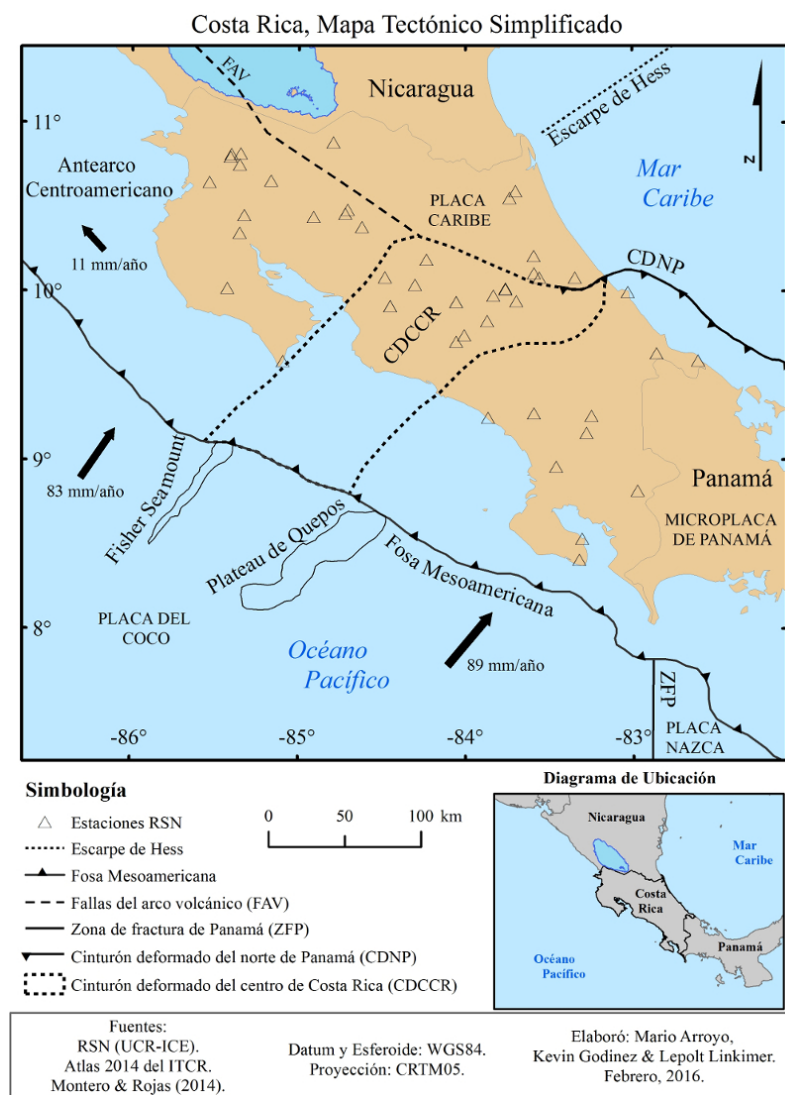 Costa Rica, Mapa Tectónico Simplificado
FAV
Nicaragua
Escarpe de Hess
N
11°
Antearco
Centroamericano
Mar
Caribe
PLACA
CARIBE
11 mm/año
CDNP
10°
CDCCR
9°
83 mm/año
Fisher Seamount
Plateau de Quepos
Fosa Mesoamericana
Panamá
MICROPLACA
DE PANAMÁ
PLACA DEL
COCO
8°
Océano
Pacífico
89 mm/año
ZFP
PLACA
NAZCA
-86°
-85°
-84°
-83°
Simbología
Estaciones RSN
Escarpe de Hess
Fosa Mesoamericana
Fallas del arco volcánico (FAV)
Zona de fractura de Panamá (ZFP)
Cinturón deformado del norte de Panamá (CDNP)
Cinturón deformado del centro de Costa Rica (CDCCR)
0 50 100 km
Diagrama de Ubicación
Nicaragua
Mar
Caribe
Costa
Rica
Panamá
Océano
Pacífico
Fuentes:
RSN (UCR-ICE).
Atlas 2014 del ITCR.
Montero & Rojas (2014).
Datum y Esferoide: WGS84.
Proyección: CRTM05.
Elaboró: Mario Arroyo,
Kevin Godinez & Lepolt Linkimer.
Febrero, 2016.